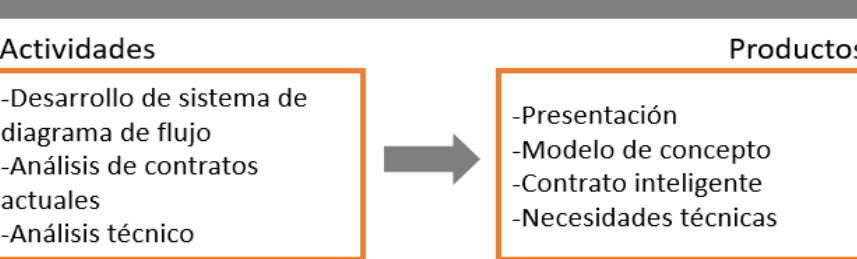 Actividades
Productos
-Desarrollo de sistema de
diagrama de flujo
-Análisis de contratos
actuales
-Análisis técnico
-Presentación
-Modelo de concepto
-Contrato inteligente
-Necesidades técnicas